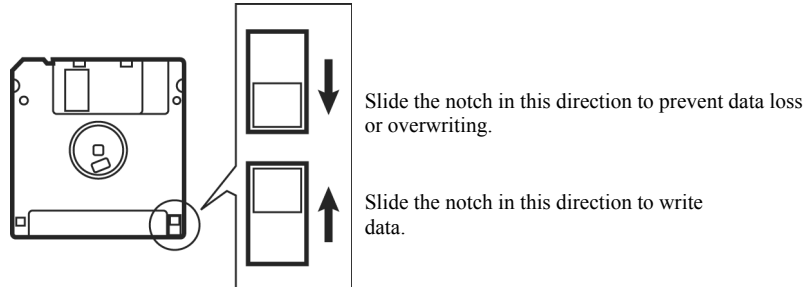 Slide the notch in this direction to prevent data loss
or overwriting.
Slide the notch in this direction to write
data.